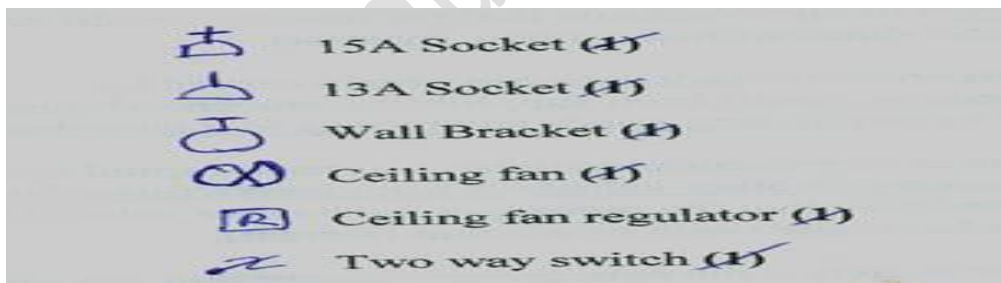 15A Socket (1)
13A Socket (1)
Wall Bracket (1)
Ceiling fan (1)
R Ceiling fan regulator (1)
Two way switch (1)